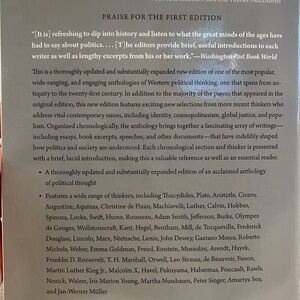 POLITICAL THEORY/PHILOSOPHY
PRAISE FOR THE FIRST EDITION
"[It is] refreshing to dip into history and listen to what the great minds of the ages have
had to say about politics. . . . [T]he editors provide brief, useful introductions to each
writer as well as lengthy excerpts from his or her work."—Washington Post Book World
This is a thoroughly updated and substantially expanded new edition of one of the most popular,
wide-ranging, and engaging anthologies of Western political thinking, one that spans from an-
tiquity to the twenty-first century. In addition to the majority of the pieces that appeared in the
original edition, this new edition features exciting new selections from more recent thinkers who
address vital contemporary issues, including identity, cosmopolitanism, global justice, and popu-
lism. Organized chronologically, the anthology brings together a fascinating array of writings—
including essays, book excerpts, speeches, and other documents—that have indelibly shaped
how politics and society are understood. Each chronological section and thinker is presented
with a brief, lucid introduction, making this a valuable reference as well as an essential reader.
• A thoroughly updated and substantially expanded edition of an acclaimed anthology
of political thought
• Features a wide range of thinkers, including Thucydides, Plato, Aristotle, Cicero,
Augustine, Aquinas, Christine de Pizan, Machiavelli, Luther, Calvin, Hobbes,
Spinoza, Locke, Swift, Hume, Rousseau, Adam Smith, Jefferson, Burke, Olympes
de Gouges, Wollstonecraft, Kant, Hegel, Bentham, Mill, de Tocqueville, Frederick
Douglass, Lincoln, Marx, Nietzsche, Lenin, John Dewey, Gaetano Mosca, Roberto
Michels, Weber, Emma Goldman, Freud, Einstein, Mussolini, Arendt, Hayek,
Franklin D. Roosevelt, T. H. Marshall, Orwell, Leo Strauss, de Beauvoir, Fanon,
Martin Luther King Jr., Malcolm X, Havel, Fukuyama, Habermas, Foucault, Rawls,
Nozick, Walzer, Iris Marion Young, Martha Nussbaum, Peter Singer, Amartya Sen,
and Jan-Werner Müller